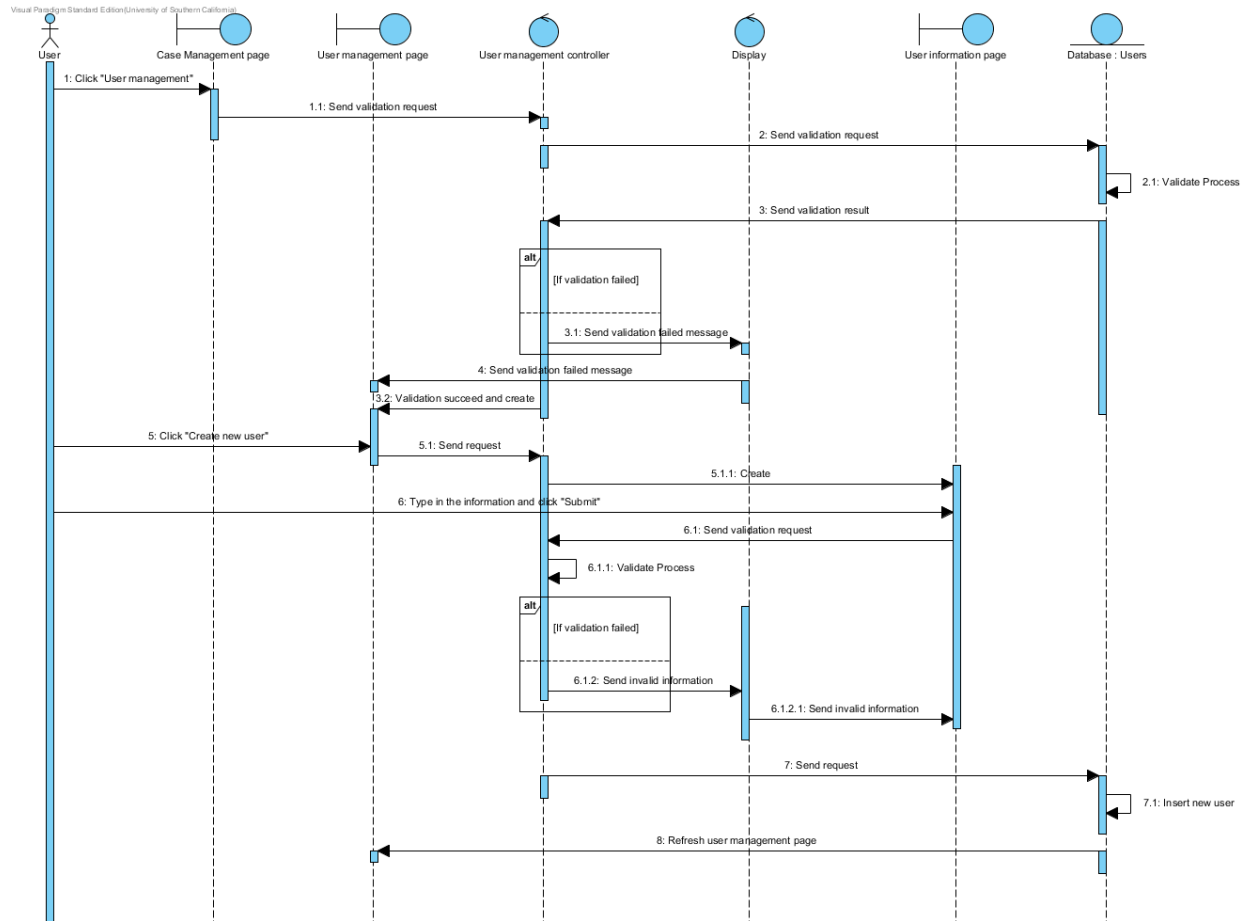 Visual Paradigm Standard Edition(University of Southern California)
User
Case Management page
User management page
User management controller
Display
User information page
Database : Users
1: Click "User management"
1.1: Send validation request
2: Send validation request
2.1: Validate Process
3: Send validation result
alt
[If validation failed]
3.1: Send validation failed message
4: Send validation failed message
3.2: Validation succeed and create
5: Click "Create new user"
5.1: Send request
5.1.1: Create
6: Type in the information and click "Submit"
6.1: Send validation request
6.1.1: Validate Process
alt
[If validation failed]
6.1.2: Send invalid information
6.1.2.1: Send invalid information
7: Send request
7.1: Insert new user
8: Refresh user management page